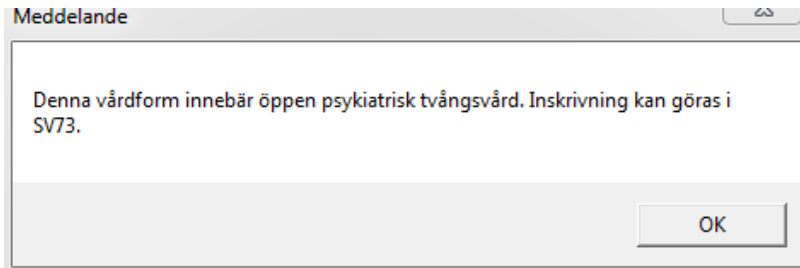 Meddelande
Denna vårdform innebär öppen psykiatrisk tvångsvård. Inskrivning kan göras i
SV73.
OK